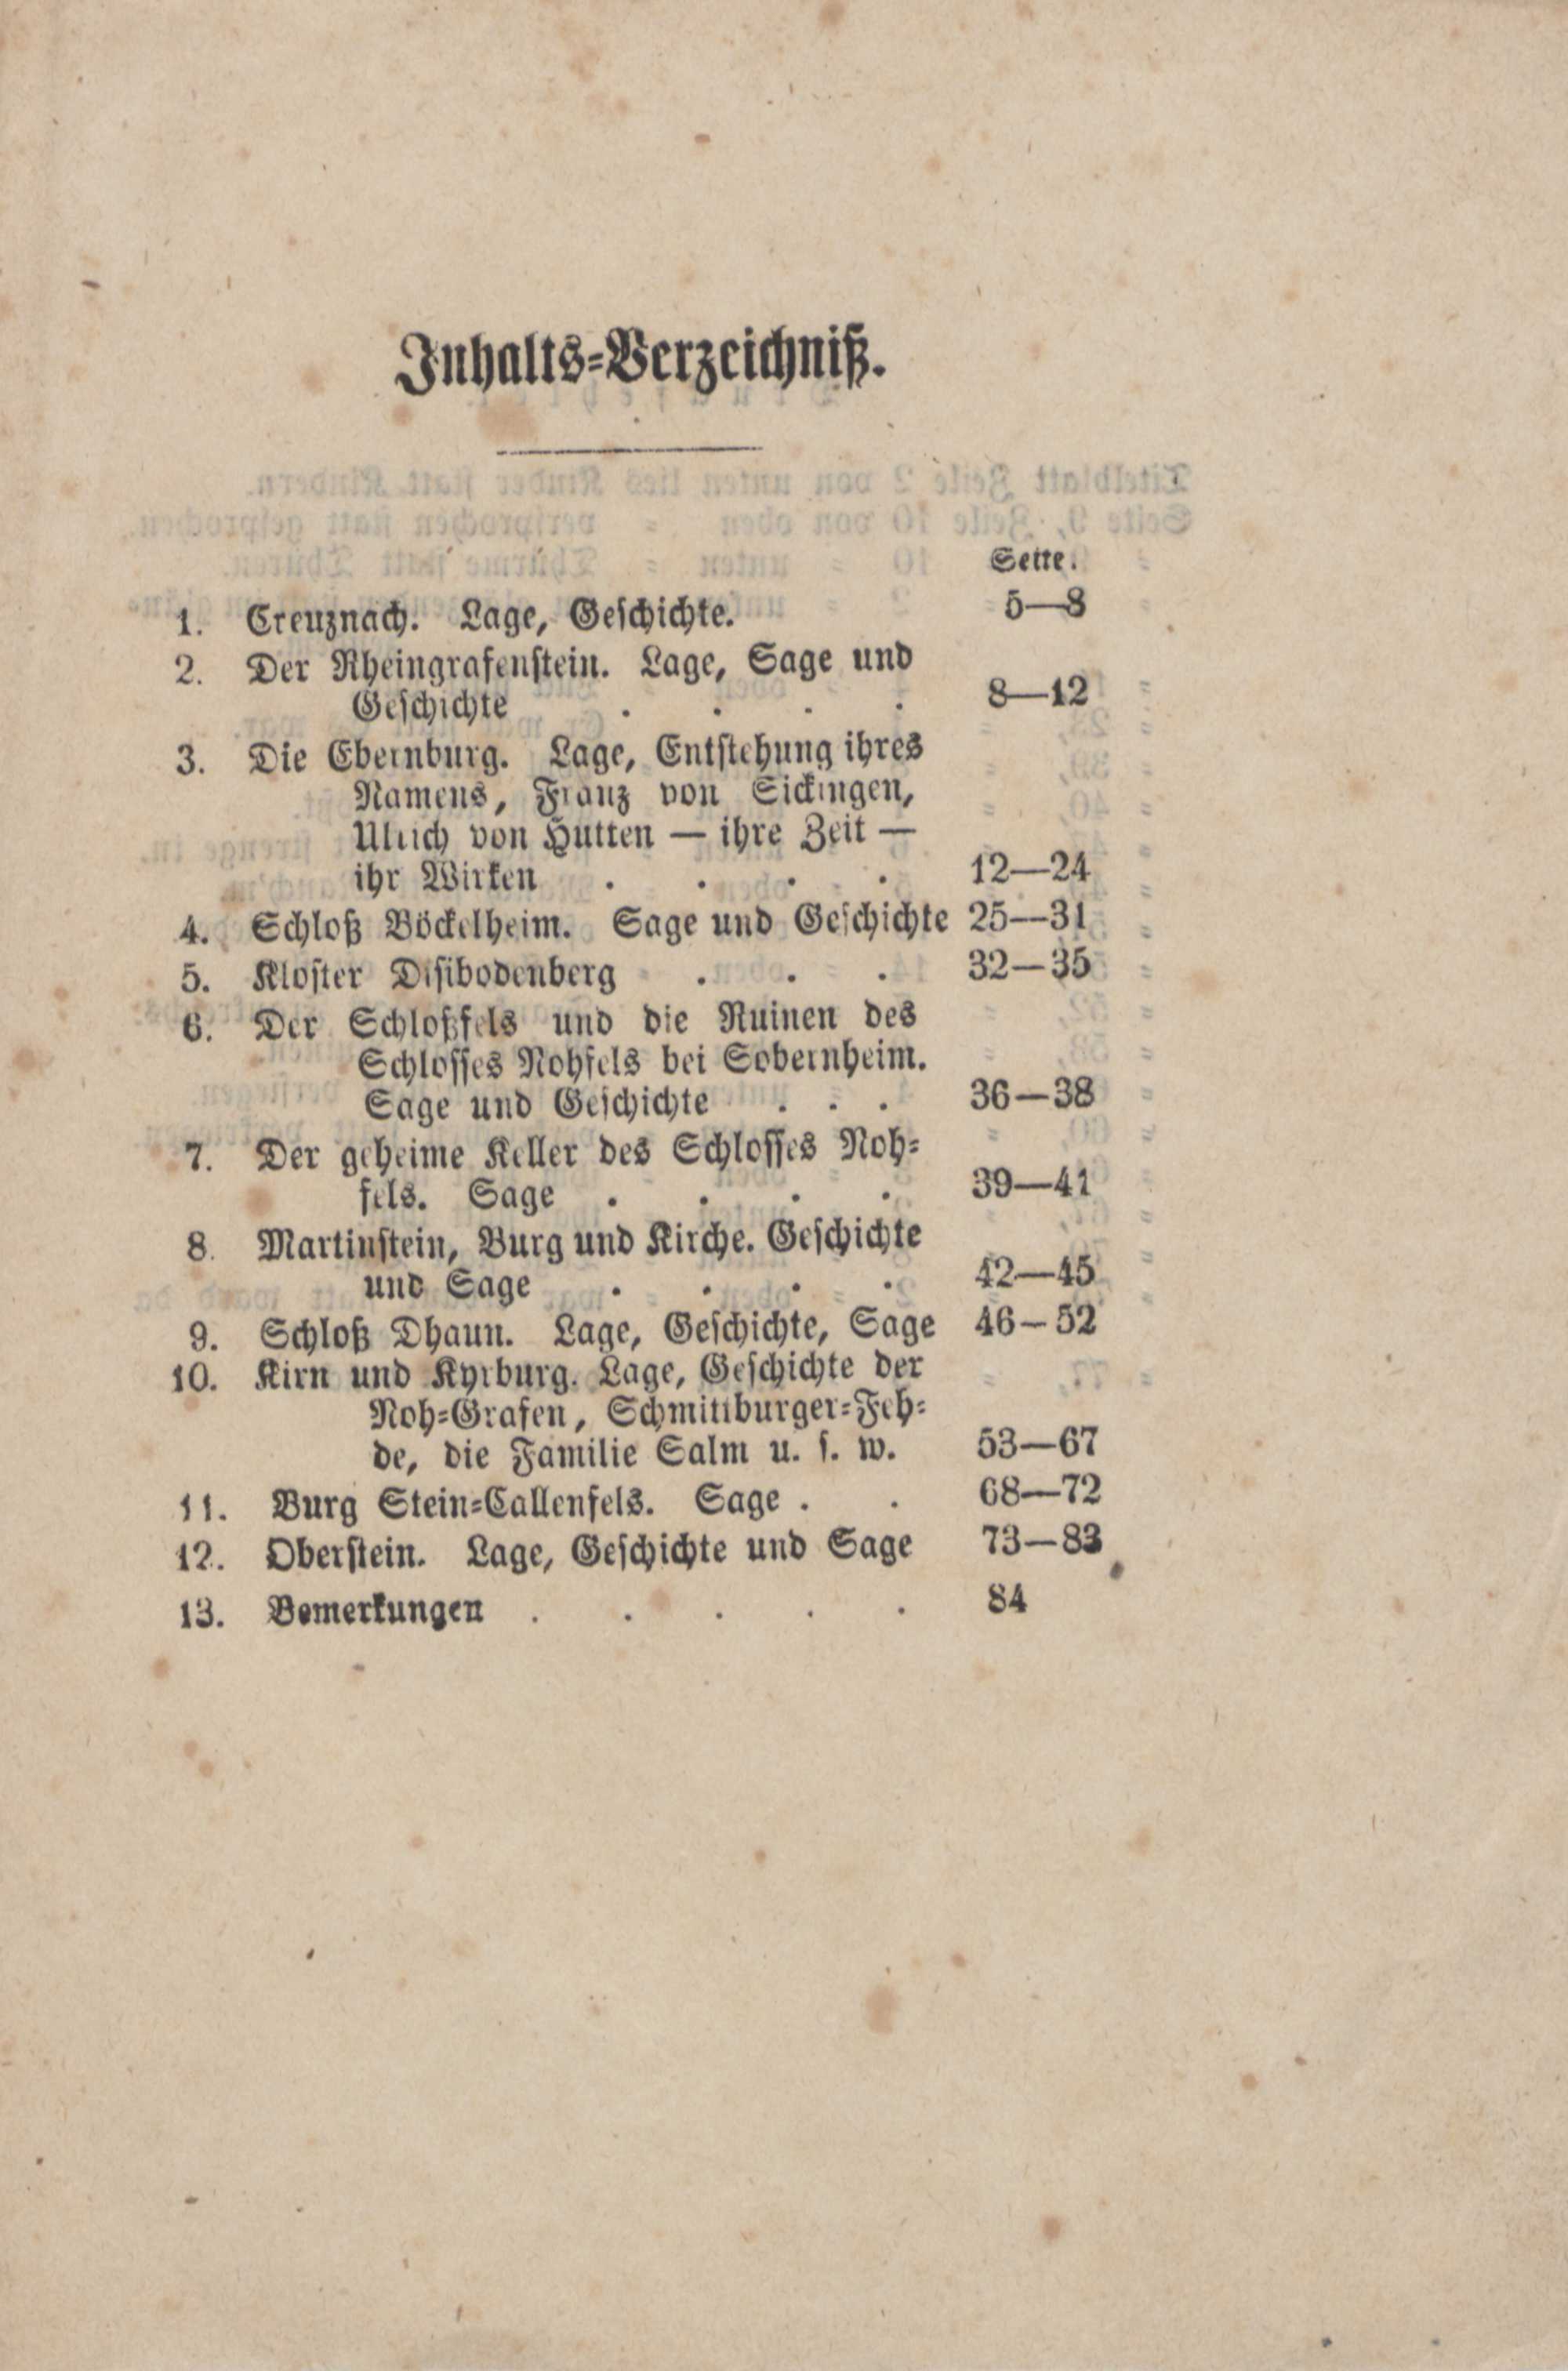 Inhalts-Verzeichniß.
Seite.
1. Creuznach. Lage, Geschichte. 5—8
2. Der Rheingrafenstein. Lage, Sage und
Geschichte . . . . 8—12
3. Die Ebernburg. Lage, Entstehung ihres
Namens, Franz von Sickingen,
Ulrich von Hutten — ihre Zeit —
ihr Wirken . . . . 12—24
4. Schloß Böckelheim. Sage und Geschichte 25—31
5. Kloster Disibodenberg . . . 32—35
6. Der Schloßfels und die Ruinen des
Schlosses Nohfels bei Sobernheim.
Sage und Geschichte . . . 36—38
7. Der geheime Keller des Schlosses Noh-
fels. Sage . . . . 39—41
8. Martinstein, Burg und Kirche. Geschichte
und Sage . . . . 42—45
9. Schloß Dhaun. Lage, Geschichte, Sage 46—52
10. Kirn und Kyrburg. Lage, Geschichte der
Noh-Grafen, Schmittburger-Feh-
de, die Familie Salm u. s. w. 53—67
11. Burg Stein-Callenfels. Sage . . 68—72
12. Oberstein. Lage, Geschichte und Sage 73—83
13. Bemerkungen . . . . . 84